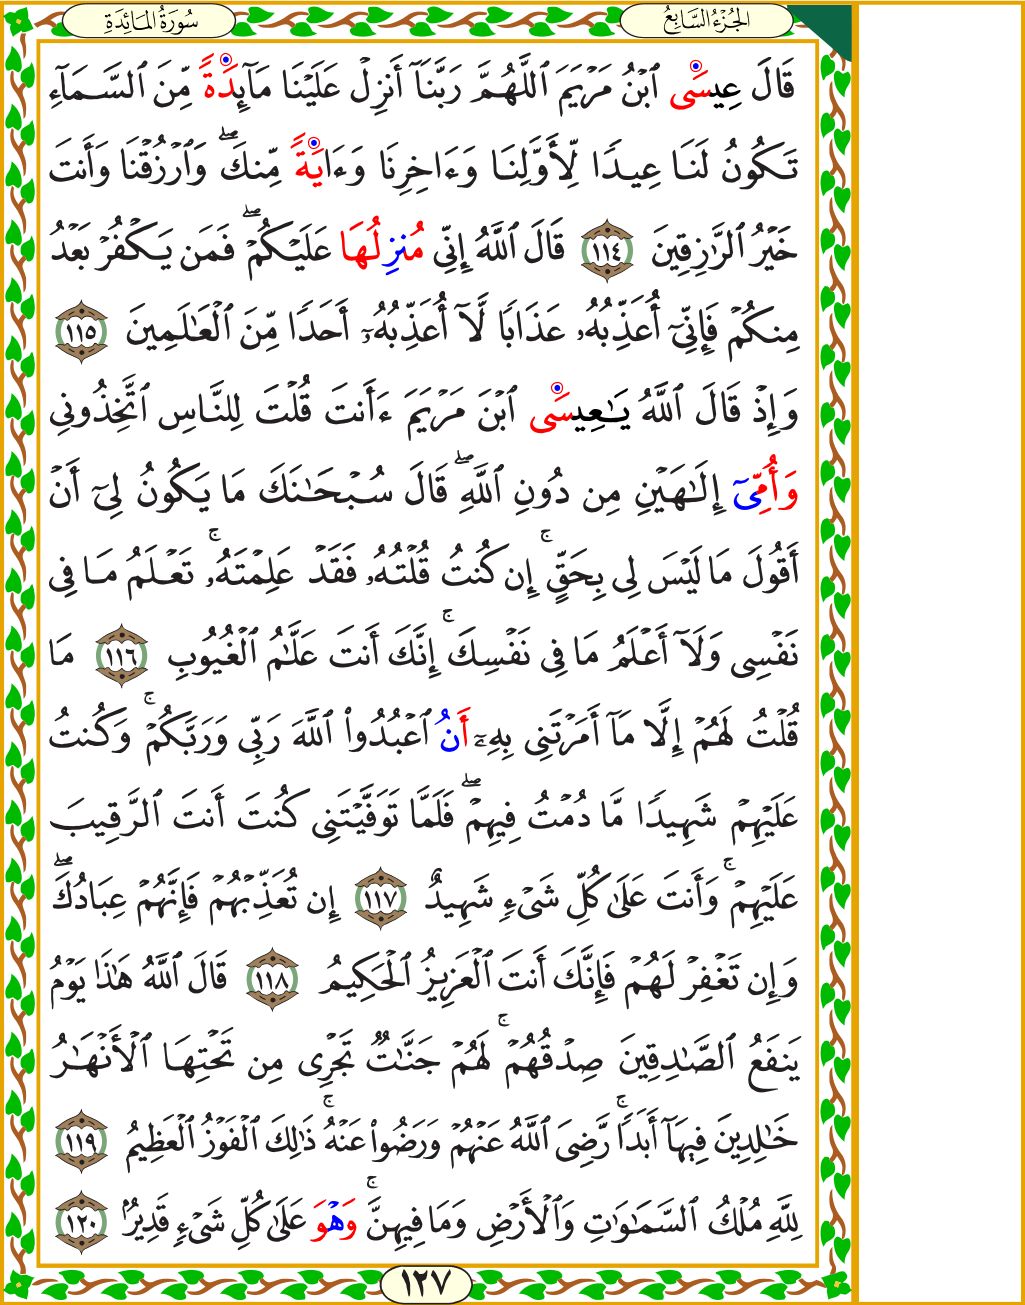 الجُزْءُ السَّابِعُ
سُورَةُ المَائِدَةِ
قَالَ عِيسَى ٱبْنُ مَرْيَمَ ٱللَّهُمَّ رَبَّنَآ أَنزِلْ عَلَيْنَا مَآئِدَةً مِّنَ ٱلسَّمَآءِ
تَكُونُ لَنَا عِيدًا لِّأَوَّلِنَا وَءَاخِرِنَا وَءَايَةً مِّنكَۖ وَٱرْزُقْنَا وَأَنتَ
خَيْرُ ٱلرَّٰزِقِينَ ١١٤ قَالَ ٱللَّهُ إِنِّى مُنزِلُهَا عَلَيْكُمْۖ فَمَن يَكْفُرْ بَعْدُ
مِنكُمْ فَإِنِّىٓ أُعَذِّبُهُۥ عَذَابًا لَّآ أُعَذِّبُهُۥٓ أَحَدًا مِّنَ ٱلْعَٰلَمِينَ ١١٥
وَإِذْ قَالَ ٱللَّهُ يَٰعِيسَى ٱبْنَ مَرْيَمَ ءَأَنتَ قُلْتَ لِلنَّاسِ ٱتَّخِذُونِى
وَأُمِّىَٓ إِلَٰهَيْنِ مِن دُونِ ٱللَّهِۖ قَالَ سُبْحَٰنَكَ مَا يَكُونُ لِىٓ أَنْ
أَقُولَ مَا لَيْسَ لِى بِحَقٍّۚ إِن كُنتُ قُلْتُهُۥ فَقَدْ عَلِمْتَهُۥۚ تَعْلَمُ مَا فِى
نَفْسِى وَلَآ أَعْلَمُ مَا فِى نَفْسِكَۚ إِنَّكَ أَنتَ عَلَّٰمُ ٱلْغُيُوبِ ١١٦ مَا
قُلْتُ لَهُمْ إِلَّا مَآ أَمَرْتَنِى بِهِۦٓ أَنُ ٱعْبُدُوا۟ ٱللَّهَ رَبِّى وَرَبَّكُمْۚ وَكُنتُ
عَلَيْهِمْ شَهِيدًا مَّا دُمْتُ فِيهِمْۖ فَلَمَّا تَوَفَّيْتَنِى كُنتَ أَنتَ ٱلرَّقِيبَ
عَلَيْهِمْۚ وَأَنتَ عَلَىٰ كُلِّ شَىْءٍ شَهِيدٌ ١١٧ إِن تُعَذِّبْهُمْ فَإِنَّهُمْ عِبَادُكَۖ
وَإِن تَغْفِرْ لَهُمْ فَإِنَّكَ أَنتَ ٱلْعَزِيزُ ٱلْحَكِيمُ ١١٨ قَالَ ٱللَّهُ هَٰذَا يَوْمُ
يَنفَعُ ٱلصَّٰدِقِينَ صِدْقُهُمْۚ لَهُمْ جَنَّٰتٌ تَجْرِى مِن تَحْتِهَا ٱلْأَنْهَٰرُ
خَٰلِدِينَ فِيهَآ أَبَدًاۚ رَّضِىَ ٱللَّهُ عَنْهُمْ وَرَضُوا۟ عَنْهُۚ ذَٰلِكَ ٱلْفَوْزُ ٱلْعَظِيمُ ١١٩
لِلَّهِ مُلْكُ ٱلسَّمَٰوَٰتِ وَٱلْأَرْضِ وَمَا فِيهِنَّۚ وَهْوَ عَلَىٰ كُلِّ شَىْءٍ قَدِيرٌۢ ١٢٠
١٢٧